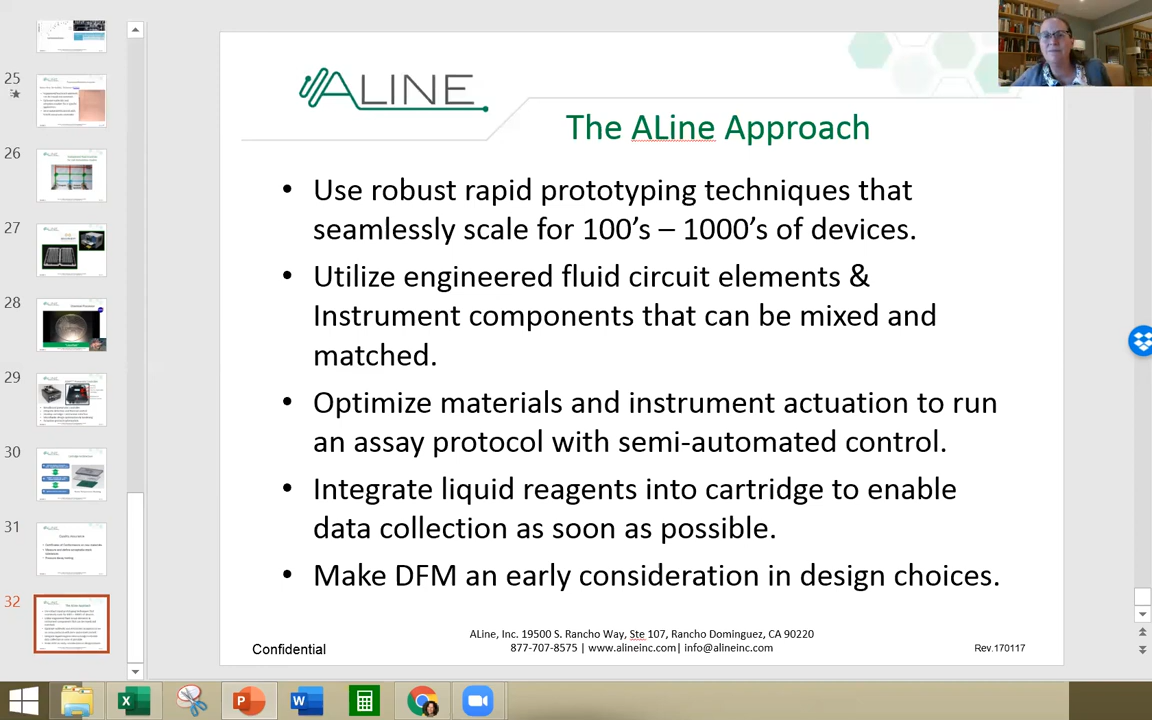 ALINE
The ALine Approach
• Use robust rapid prototyping techniques that
seamlessly scale for 100's – 1000's of devices.
• Utilize engineered fluid circuit elements &
Instrument components that can be mixed and
matched.
• Optimize materials and instrument actuation to run
an assay protocol with semi-automated control.
• Integrate liquid reagents into cartridge to enable
data collection as soon as possible.
• Make DFM an early consideration in design choices.
ALine, Inc. 19500 S. Rancho Way, Ste 107, Rancho Dominguez, CA 90220
877-707-8575 | www.alineinc.com| info@alineinc.com
Confidential
Rev.170117
25
26
27
28
29
30
31
Quality Assurance
32
The ALine Approach